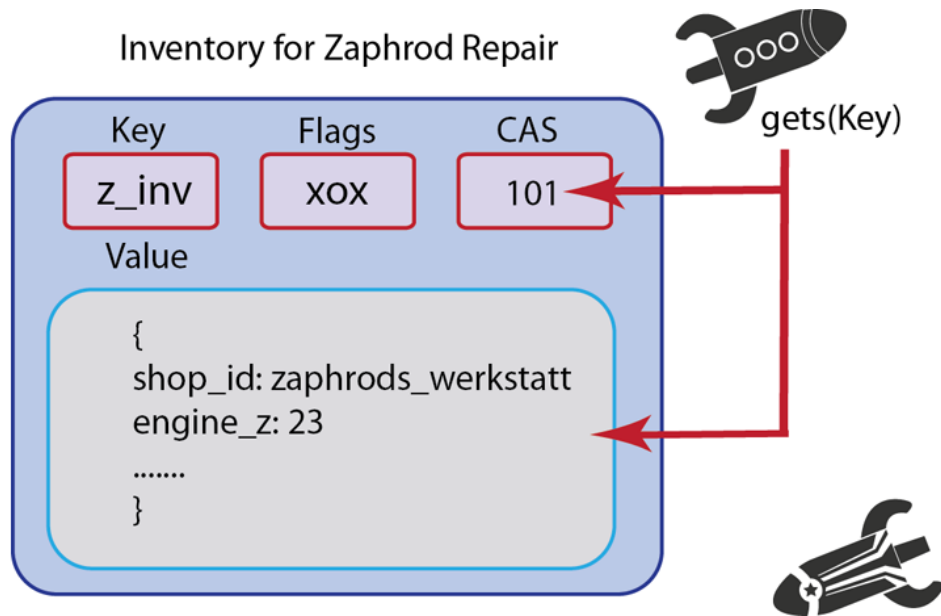 Inventory for Zaphrod Repair
gets(Key)
Key Flags CAS
z_inv xox 101
Value
{
shop_id: zaphrods_werkstatt
engine_z: 23
.......
}